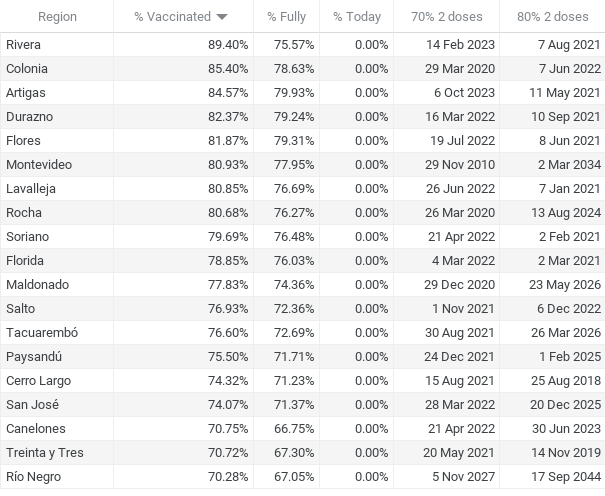 Region % Vaccinated % Fully % Today 70% 2 doses 80% 2 doses
Rivera 89.40% 75.57% 0.00% 14 Feb 2023 7 Aug 2021
Colonia 85.40% 78.63% 0.00% 29 Mar 2020 7 Jun 2022
Artigas 84.57% 79.93% 0.00% 6 Oct 2023 11 May 2021
Durazno 82.37% 79.24% 0.00% 16 Mar 2022 10 Sep 2021
Flores 81.87% 79.31% 0.00% 19 Jul 2022 8 Jun 2021
Montevideo 80.93% 77.95% 0.00% 29 Nov 2010 2 Mar 2034
Lavalleja 80.85% 76.69% 0.00% 26 Jun 2022 7 Jan 2021
Rocha 80.68% 76.27% 0.00% 26 Mar 2020 13 Aug 2024
Soriano 79.69% 76.48% 0.00% 21 Apr 2022 2 Feb 2021
Florida 78.85% 76.03% 0.00% 4 Mar 2022 2 Mar 2021
Maldonado 77.83% 74.36% 0.00% 29 Dec 2020 23 May 2026
Salto 76.93% 72.36% 0.00% 1 Nov 2021 6 Dec 2022
Tacuarembó 76.60% 72.69% 0.00% 30 Aug 2021 26 Mar 2026
Paysandú 75.50% 71.71% 0.00% 24 Dec 2021 1 Feb 2025
Cerro Largo 74.32% 71.23% 0.00% 15 Aug 2021 25 Aug 2018
San José 74.07% 71.37% 0.00% 28 Mar 2022 20 Dec 2025
Canelones 70.75% 66.75% 0.00% 21 Apr 2022 30 Jun 2023
Treinta y Tres 70.72% 67.30% 0.00% 20 May 2021 14 Nov 2019
Río Negro 70.28% 67.05% 0.00% 5 Nov 2027 17 Sep 2044